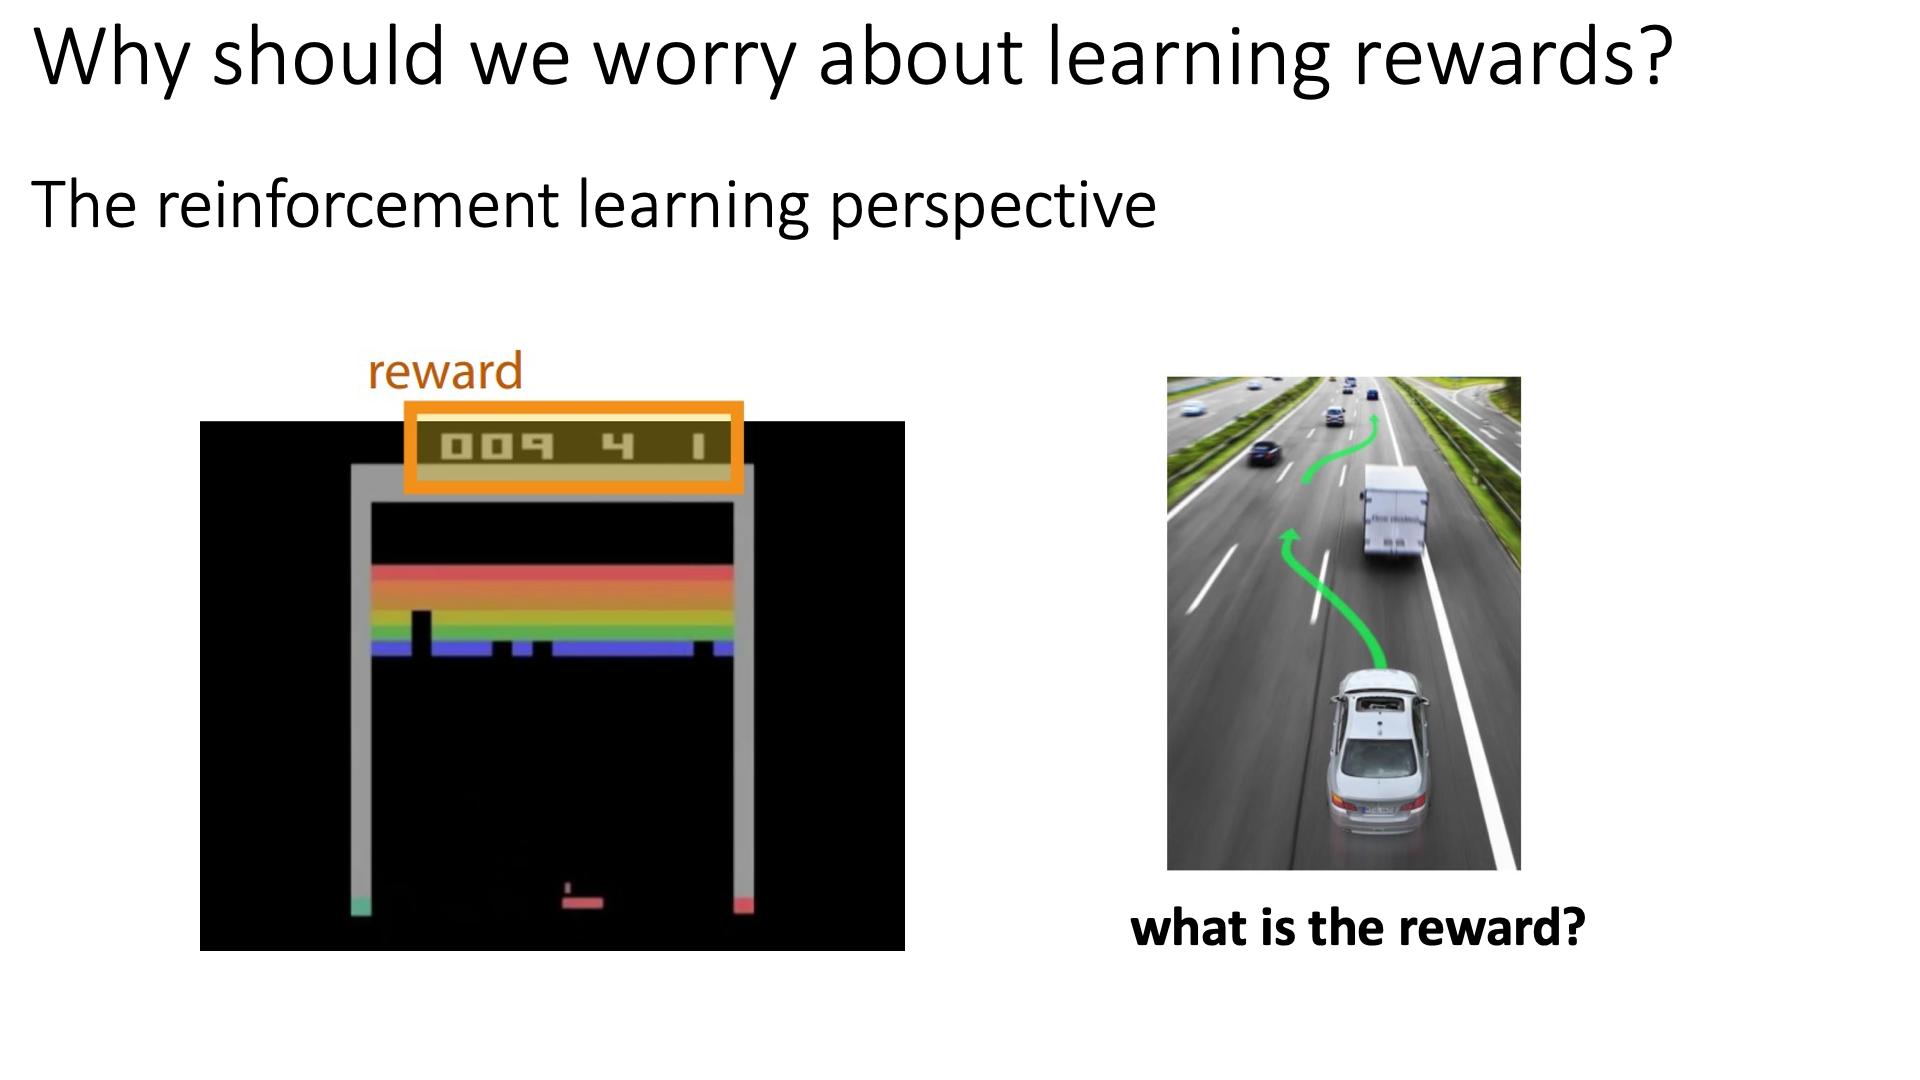 Why should we worry about learning rewards?
The reinforcement learning perspective
reward
009 4 1
what is the reward?